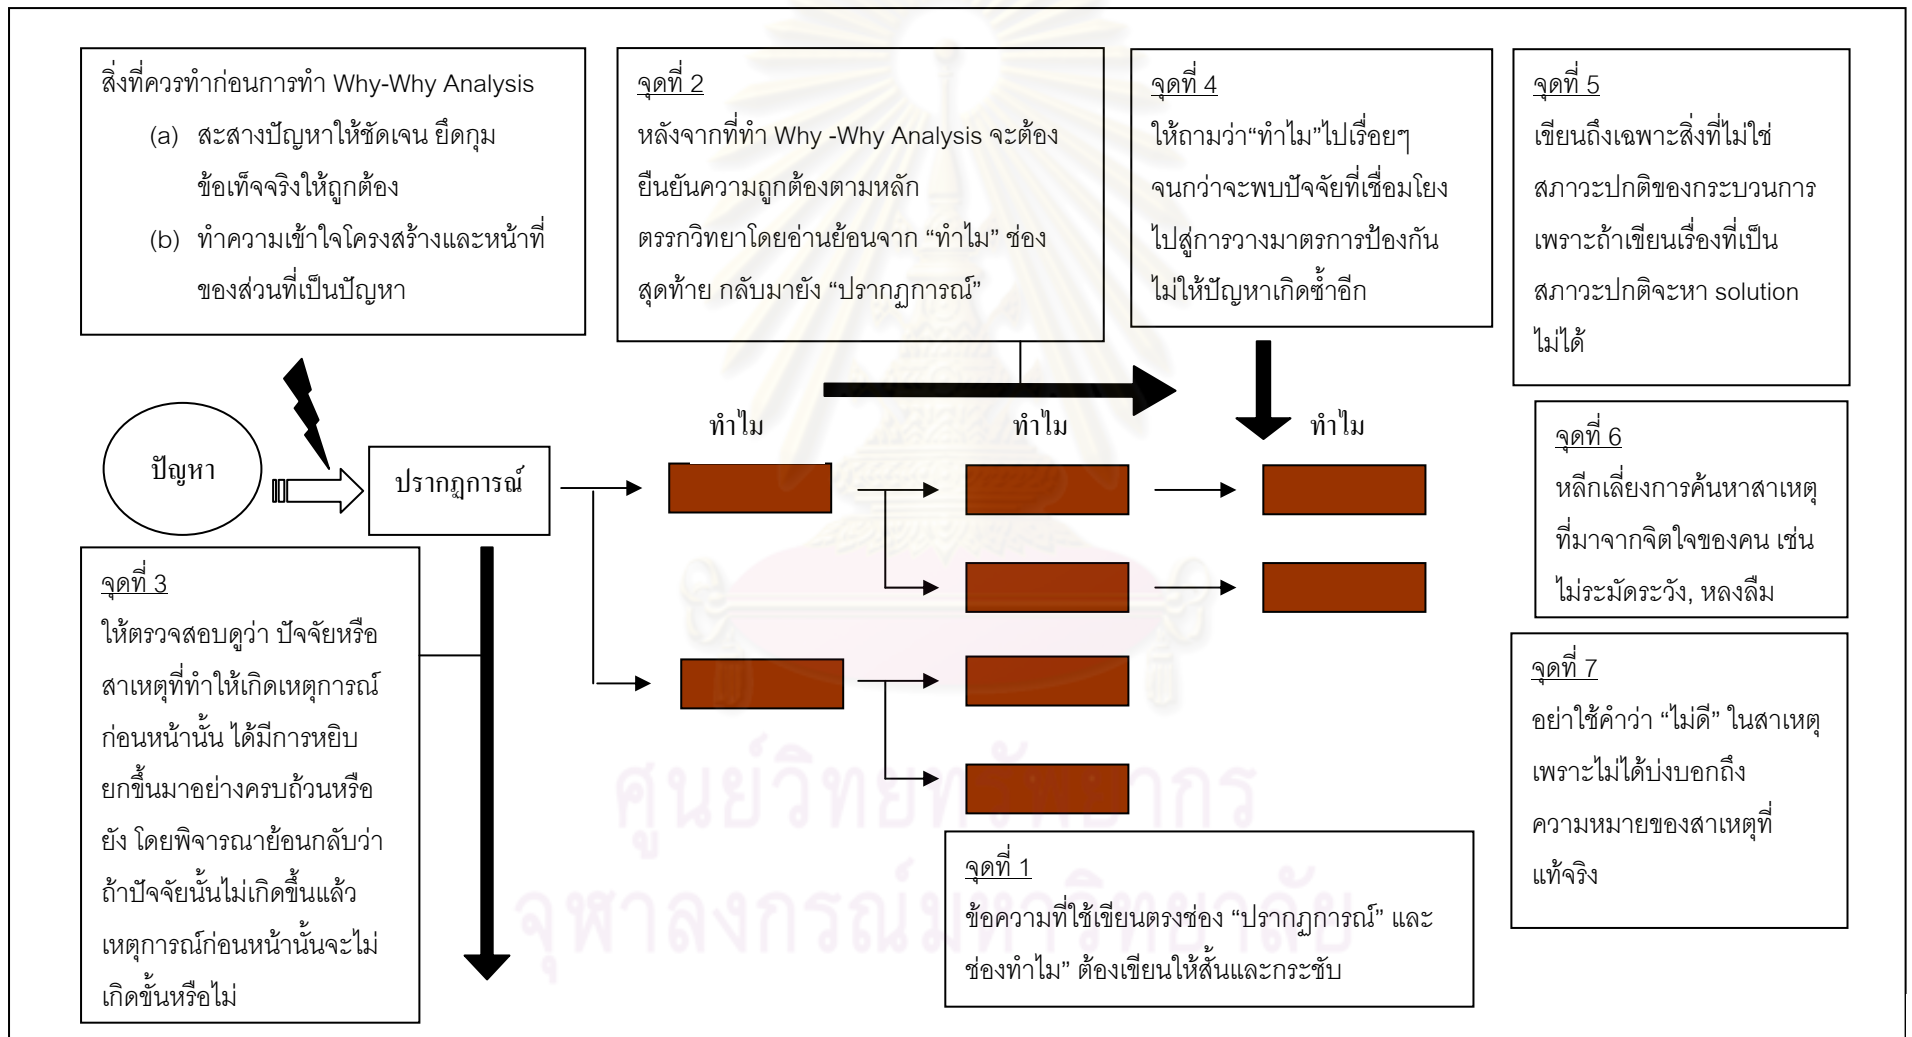 สิ่งที่ควรทำก่อนการทำ Why-Why Analysis
(a) สะสางปัญหาให้ชัดเจน ยึดกุม
ข้อเท็จจริงให้ถูกต้อง
(b) ทำความเข้าใจโครงสร้างและหน้าที่
ของส่วนที่เป็นปัญหา
จุดที่ 2
หลังจากที่ทำ Why -Why Analysis จะต้อง
ยืนยันความถูกต้องตามหลัก
ตรรกวิทยาโดยอ่านย้อนจาก “ทำไม” ช่อง
สุดท้าย กลับมายัง “ปรากฏการณ์”
จุดที่ 4
ให้ถามว่า“ทำไม”ไปเรื่อยๆ
จนกว่าจะพบปัจจัยที่เชื่อมโยง
ไปสู่การวางมาตรการป้องกัน
ไม่ให้ปัญหาเกิดซ้ำอีก
จุดที่ 5
เขียนถึงเฉพาะสิ่งที่ไม่ใช่
สภาวะปกติของกระบวนการ
เพราะถ้าเขียนเรื่องที่เป็น
สภาวะปกติจะหา solution
ไม่ได้
ปัญหา
ปรากฏการณ์
ทำไม
ทำไม
ทำไม
จุดที่ 6
หลีกเลี่ยงการค้นหาสาเหตุ
ที่มาจากจิตใจของคน เช่น
ไม่ระมัดระวัง, หลงลืม
จุดที่ 3
ให้ตรวจสอบดูว่า ปัจจัยหรือ
สาเหตุที่ทำให้เกิดเหตุการณ์
ก่อนหน้านั้น ได้มีการหยิบ
ยกขึ้นมาอย่างครบถ้วนหรือ
ยัง โดยพิจารณาย้อนกลับว่า
ถ้าปัจจัยนั้นไม่เกิดขึ้นแล้ว
เหตุการณ์ก่อนหน้านั้นจะไม่
เกิดขั้นหรือไม่
จุดที่ 7
อย่าใช้คำว่า “ไม่ดี” ในสาเหตุ
เพราะไม่ได้บ่งบอกถึง
ความหมายของสาเหตุที่
แท้จริง
จุดที่ 1
ข้อความที่ใช้เขียนตรงช่อง “ปรากฏการณ์” และ
ช่องทำไม” ต้องเขียนให้สั้นและกระชับ
ศูนย์วิทยทรัพยากร
จุฬาลงกรณ์มหาวิทยาลัย